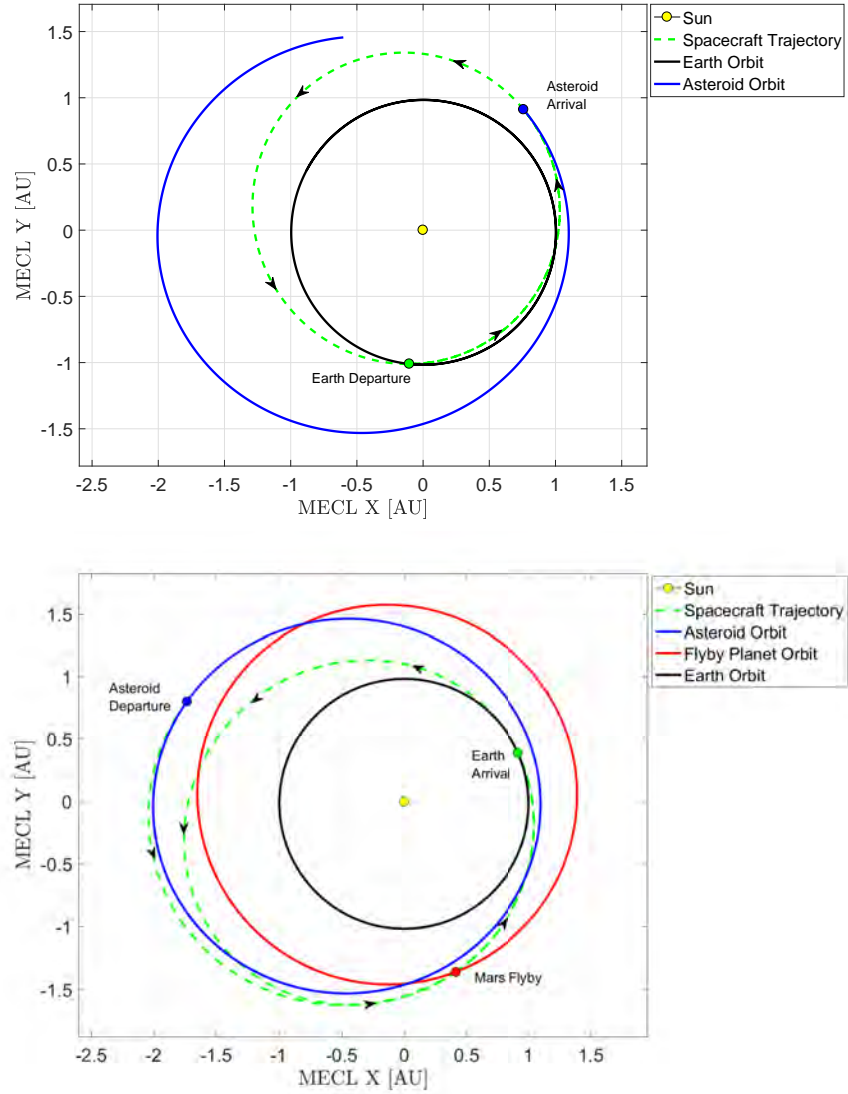 Sun
Spacecraft Trajectory
Earth Orbit
Asteroid Orbit
1.5
1
0.5
0
-0.5
-1
-1.5
MECL Y [AU]
Asteroid
Arrival
Earth Departure
-2.5 -2 -1.5 -1 -0.5 0 0.5 1 1.5
MECL X [AU]
Sun
Spacecraft Trajectory
Asteroid Orbit
Flyby Planet Orbit
Earth Orbit
1.5
1
0.5
0
-0.5
-1
-1.5
MECL Y [AU]
Asteroid
Departure
Earth
Arrival
Mars Flyby
-2.5 -2 -1.5 -1 -0.5 0 0.5 1 1.5
MECL X [AU]